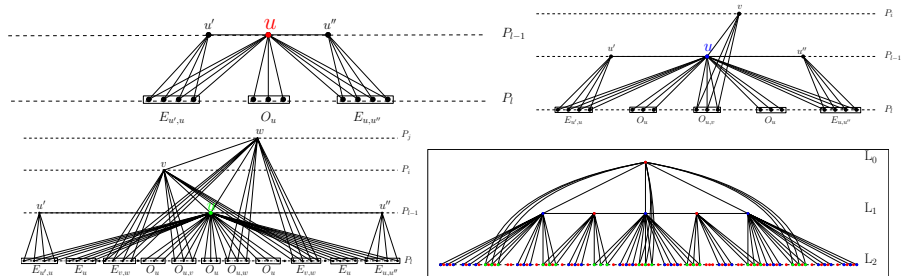 u′ u u″
P_{l−1}
P_l
E_{u′,u} O_u E_{u,u″}
v P_i
u′ u u″ P_{l−1}
P_l
E_{u′,u} O_u O_{u,v} O_u E_{u,u″}
w P_j
v P_i
u′ u″ P_{l−1}
P_l
E_{u′,u} E_u E_{v,w} O_u O_{u,v} O_u O_{u,w} O_u E_{v,w} E_u E_{u,u″}
L_0
L_1
L_2